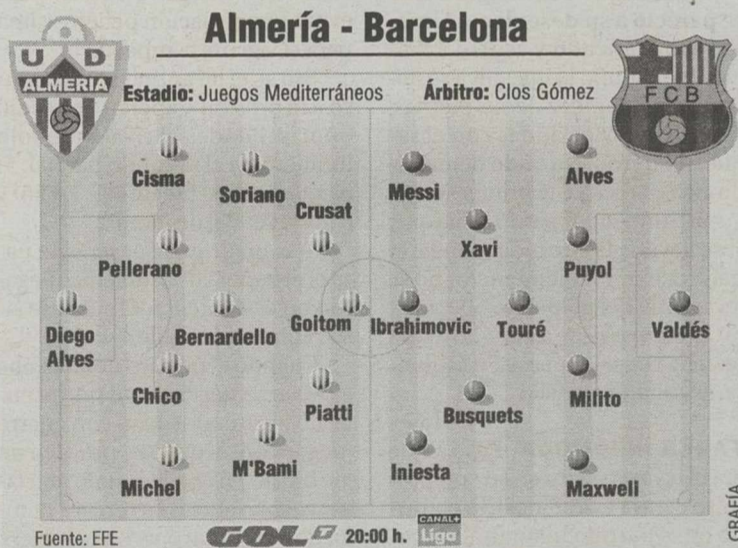 Almería - Barcelona
U D
ALMERIA
Estadio: Juegos Mediterráneos
Árbitro: Clos Gómez
F C B
Cisma
Soriano
Crusat
Messi
Alves
Pellerano
Xavi
Puyol
Diego
Alves
Bernardello
Goitom
Ibrahimovic
Touré
Valdés
Chico
Piatti
Busquets
Milito
Michel
M'Bami
Iniesta
Maxwell
Fuente: EFE
GOL T
20:00 h.
CANAL+
Liga
GRAFÍA